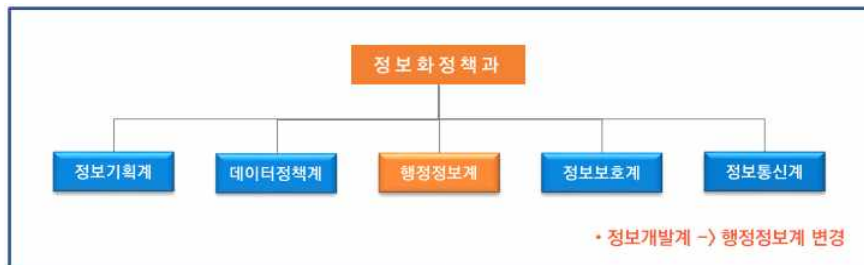 정보화정책과
정보기획계 데이터정책계 행정정보계 정보보호계 정보통신계
• 정보개발계 -> 행정정보계 변경